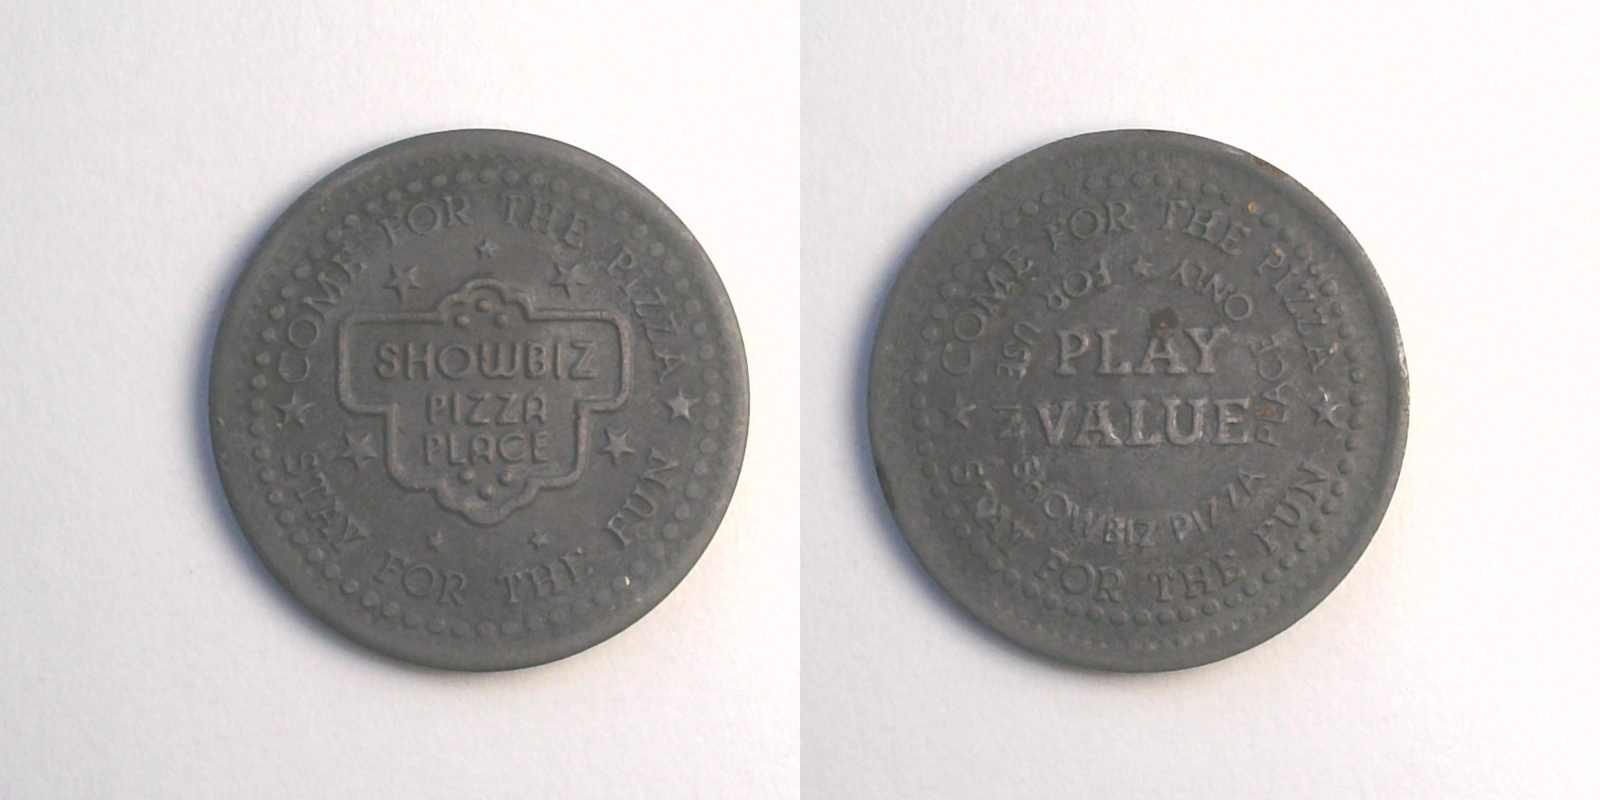 COME FOR THE PIZZA
SHOWBIZ
PIZZA
PLACE
STAY FOR THE FUN
COME FOR THE PIZZA
FOR USE ONLY IN SHOWBIZ PIZZA PLACE
PLAY
VALUE
STAY FOR THE FUN